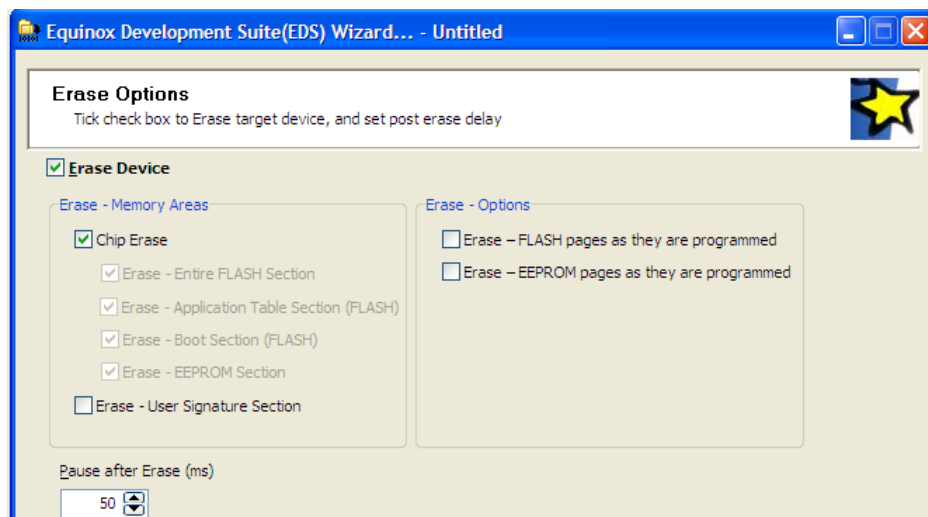 Equinox Development Suite(EDS) Wizard... - Untitled
Erase Options
Tick check box to Erase target device, and set post erase delay
Erase Device
Erase - Memory Areas
Chip Erase
Erase - Entire FLASH Section
Erase - Application Table Section (FLASH)
Erase - Boot Section (FLASH)
Erase - EEPROM Section
Erase - User Signature Section
Erase - Options
Erase – FLASH pages as they are programmed
Erase – EEPROM pages as they are programmed
Pause after Erase (ms)
50